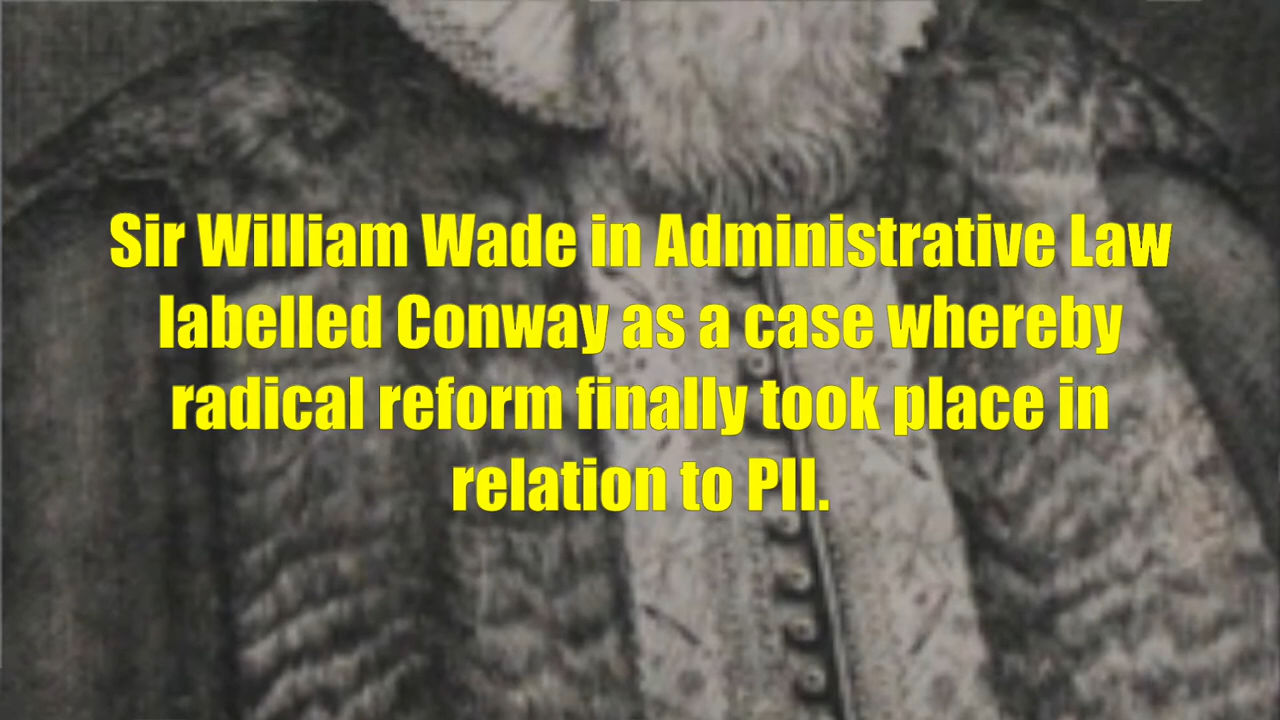 Sir William Wade in Administrative Law
labelled Conway as a case whereby
radical reform finally took place in
relation to PII.